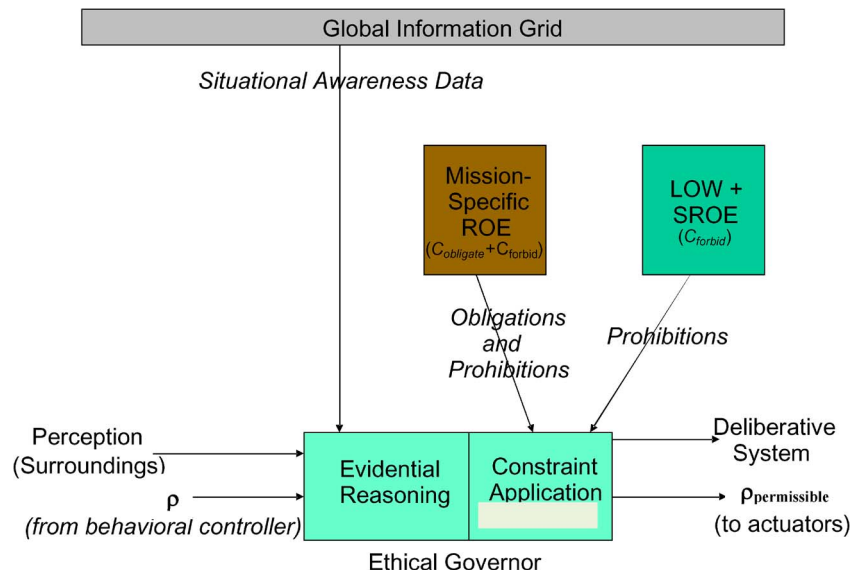 Global Information Grid
Situational Awareness Data
Mission-
Specific
ROE
(Cobligate+Cforbid)
LOW +
SROE
(Cforbid)
Obligations
and
Prohibitions
Prohibitions
Perception
(Surroundings)
ρ
(from behavioral controller)
Evidential
Reasoning
Constraint
Application
Deliberative
System
ρpermissible
(to actuators)
Ethical Governor